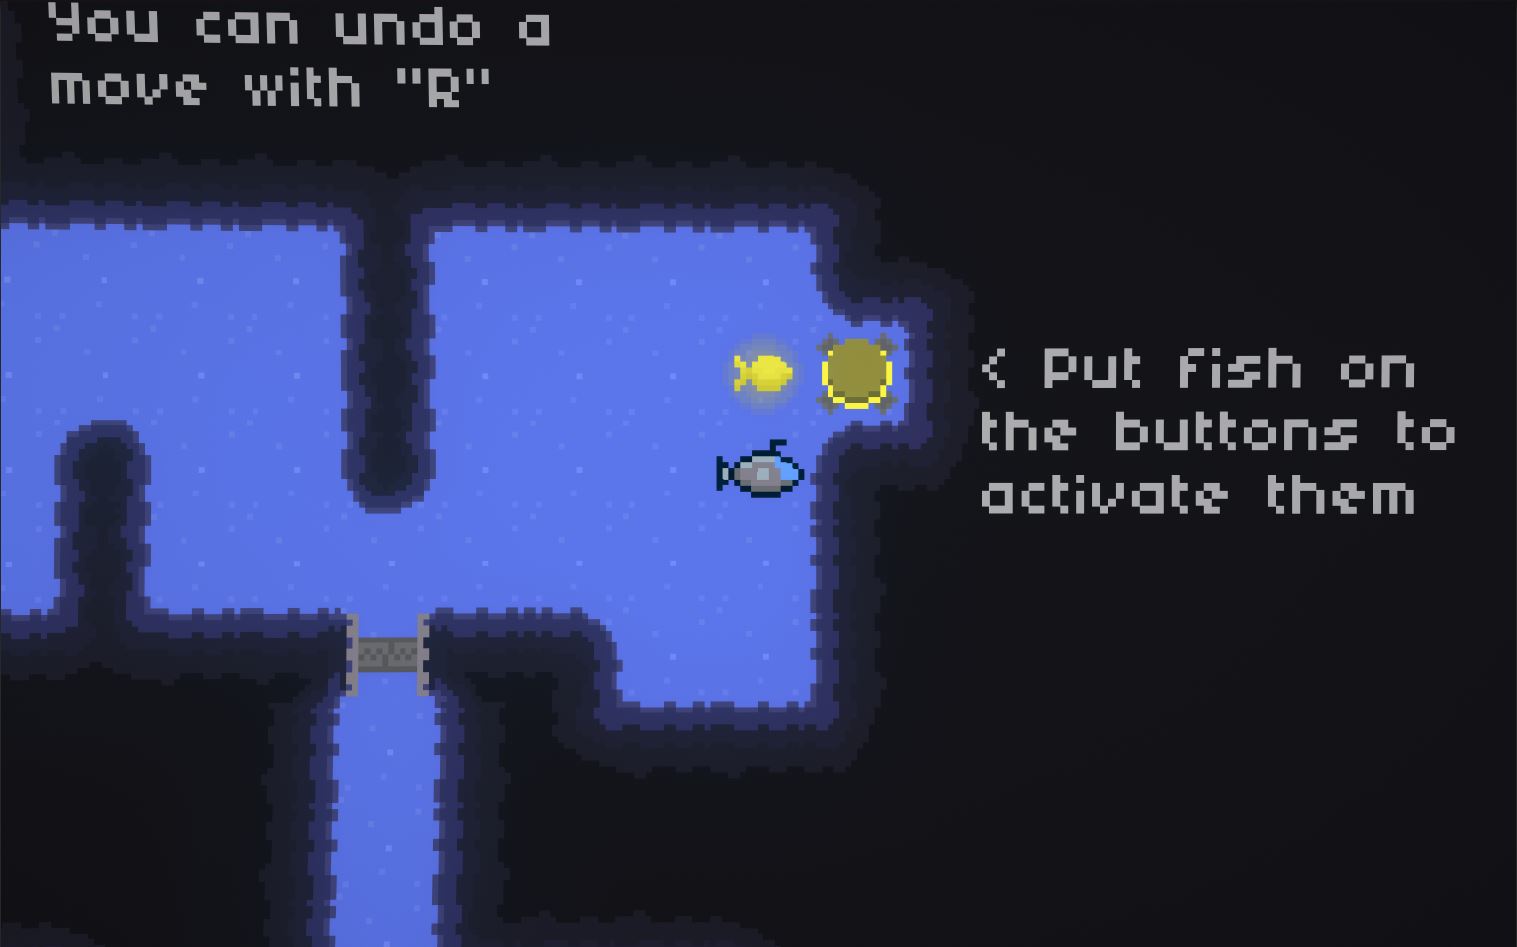 you can undo a
move with "R"
< Put fish on
the buttons to
activate them